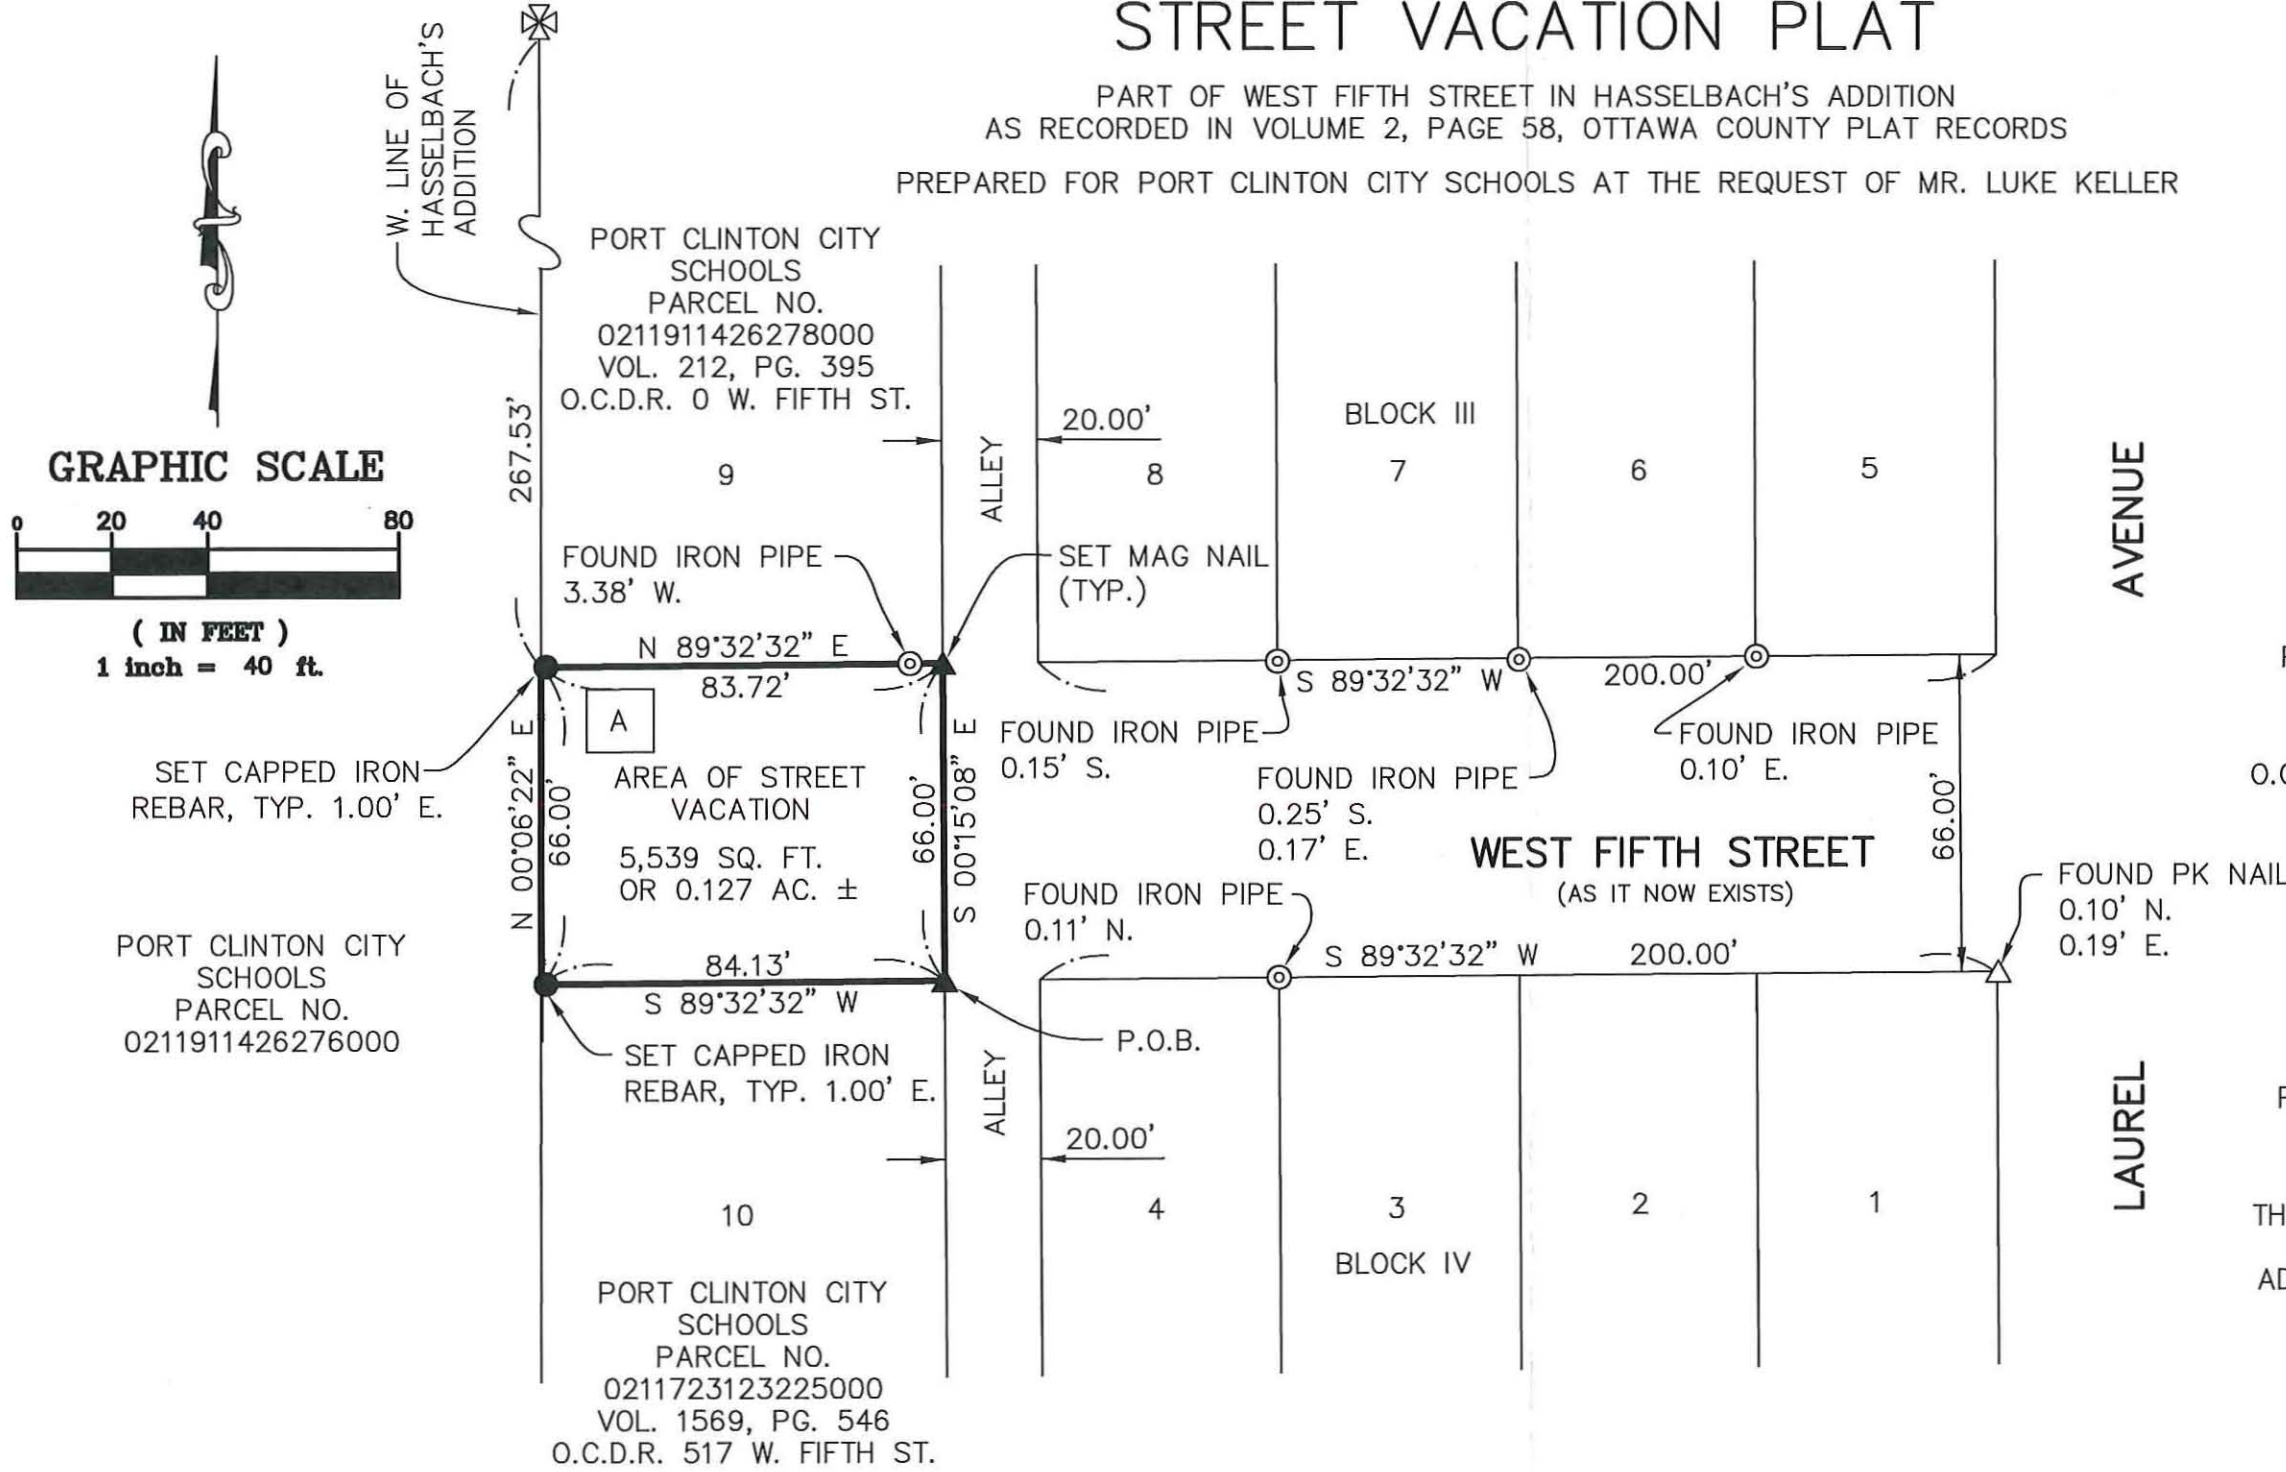 STREET VACATION PLAT
PART OF WEST FIFTH STREET IN HASSELBACH'S ADDITION
AS RECORDED IN VOLUME 2, PAGE 58, OTTAWA COUNTY PLAT RECORDS
PREPARED FOR PORT CLINTON CITY SCHOOLS AT THE REQUEST OF MR. LUKE KELLER
W. LINE OF
HASSELBACH'S
ADDITION
PORT CLINTON CITY
SCHOOLS
PARCEL NO.
0211911426278000
VOL. 212, PG. 395
O.C.D.R. 0 W. FIFTH ST.
267.53'
9
ALLEY
20.00'
8
BLOCK III
7
6
5
AVENUE
GRAPHIC SCALE
0 20 40 80
( IN FEET )
1 inch = 40 ft.
FOUND IRON PIPE
3.38' W.
SET MAG NAIL
(TYP.)
N 89°32'32" E
83.72'
A
S 89°32'32" W 200.00'
SET CAPPED IRON
REBAR, TYP. 1.00' E.
N 00°06'22" E
66.00'
AREA OF STREET
VACATION
5,539 SQ. FT.
OR 0.127 AC. ±
66.00'
S 00°15'08" E
FOUND IRON PIPE
0.15' S.
FOUND IRON PIPE
0.25' S.
0.17' E.
FOUND IRON PIPE
0.10' E.
66.00'
WEST FIFTH STREET
(AS IT NOW EXISTS)
FOUND PK NAIL
0.10' N.
0.19' E.
FOUND IRON PIPE
0.11' N.
S 89°32'32" W 200.00'
84.13'
S 89°32'32" W
PORT CLINTON CITY
SCHOOLS
PARCEL NO.
0211911426276000
SET CAPPED IRON
REBAR, TYP. 1.00' E.
P.O.B.
ALLEY
20.00'
10
4
3
2
1
BLOCK IV
LAUREL
PORT CLINTON CITY
SCHOOLS
PARCEL NO.
0211723123225000
VOL. 1569, PG. 546
O.C.D.R. 517 W. FIFTH ST.